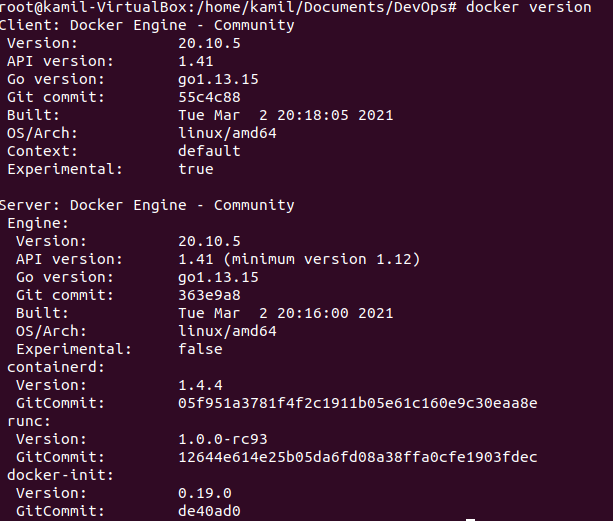 root@kamil-VirtualBox:/home/kamil/Documents/DevOps# docker version
Client: Docker Engine - Community
 Version:           20.10.5
 API version:       1.41
 Go version:        go1.13.15
 Git commit:        55c4c88
 Built:             Tue Mar  2 20:18:05 2021
 OS/Arch:           linux/amd64
 Context:           default
 Experimental:      true

Server: Docker Engine - Community
 Engine:
  Version:          20.10.5
  API version:      1.41 (minimum version 1.12)
  Go version:       go1.13.15
  Git commit:       363e9a8
  Built:            Tue Mar  2 20:16:00 2021
  OS/Arch:          linux/amd64
  Experimental:     false
 containerd:
  Version:          1.4.4
  GitCommit:        05f951a3781f4f2c1911b05e61c160e9c30eaa8e
 runc:
  Version:          1.0.0-rc93
  GitCommit:        12644e614e25b05da6fd08a38ffa0cfe1903fdec
 docker-init:
  Version:          0.19.0
  GitCommit:        de40ad0